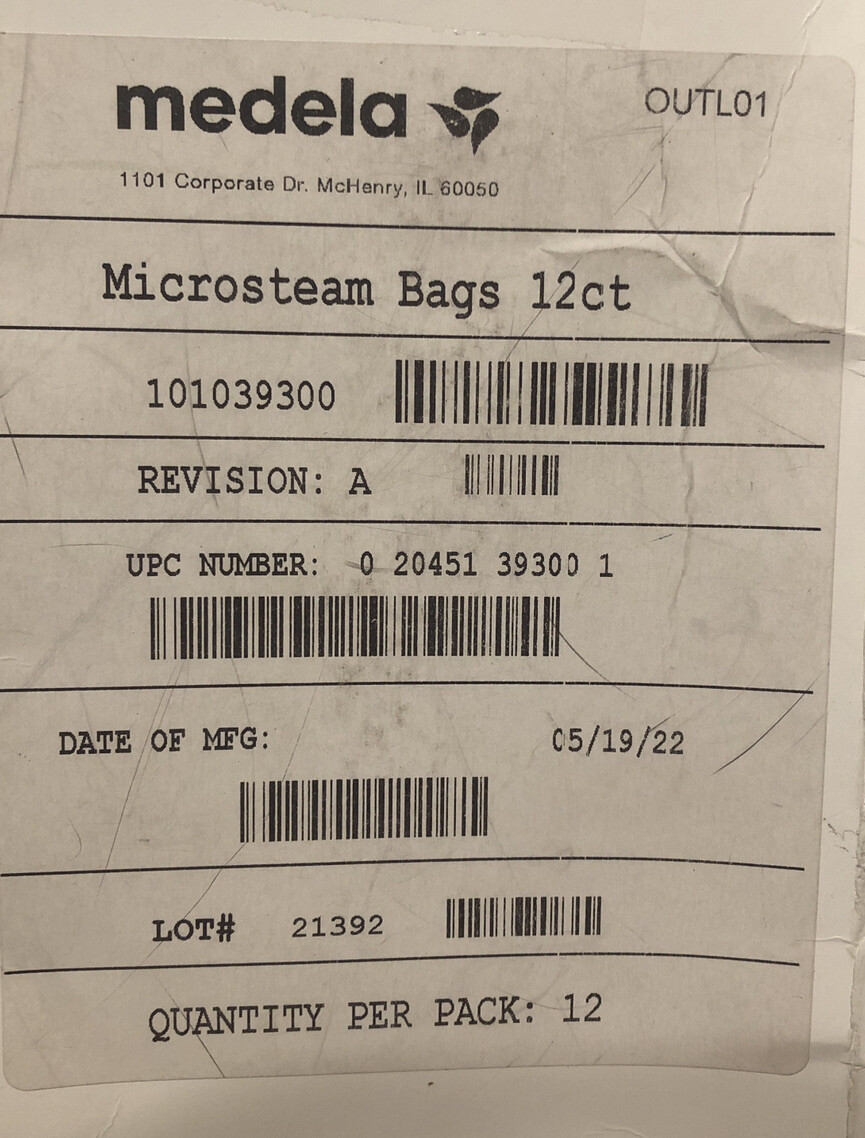 medela
OUTL01
1101 Corporate Dr. McHenry, IL 60050
Microsteam Bags 12ct
101039300
REVISION: A
UPC NUMBER: 0 20451 39300 1
DATE OF MFG: 05/19/22
LOT# 21392
QUANTITY PER PACK: 12